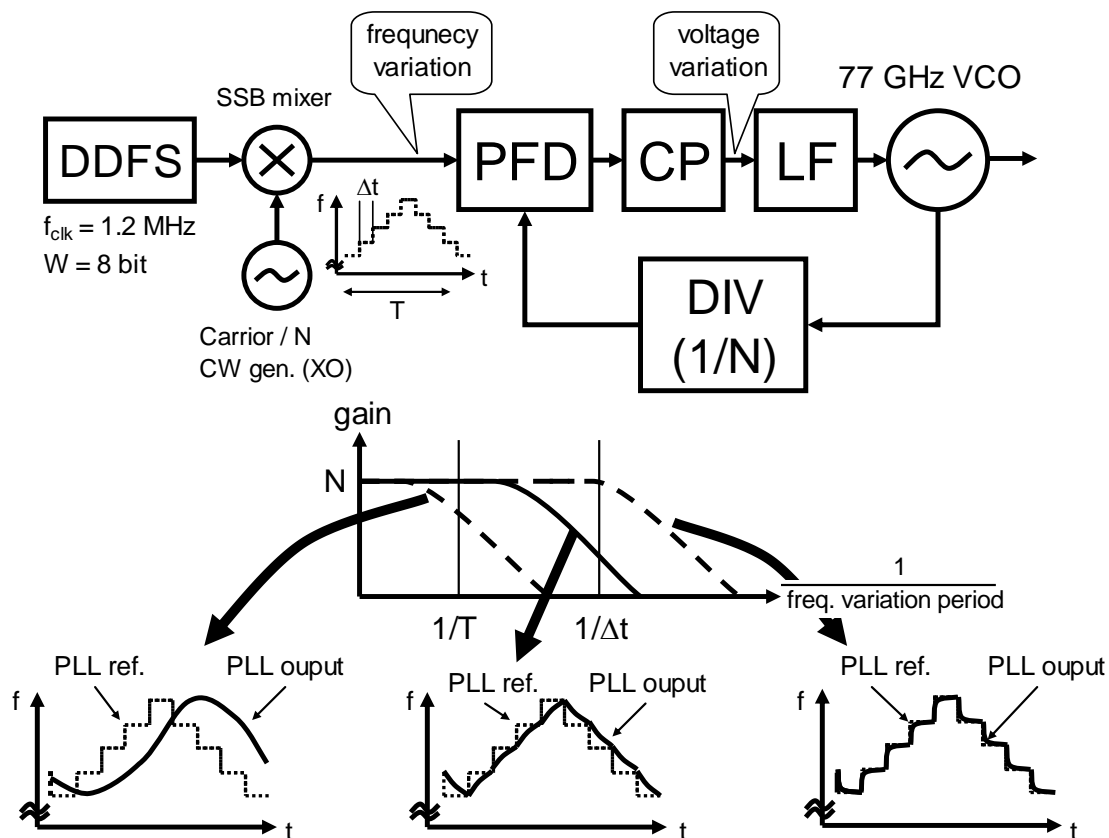 frequnecy
variation
voltage
variation
77 GHz VCO
SSB mixer
DDFS
PFD
CP
LF
f_clk = 1.2 MHz
W = 8 bit
Δt
f
t
T
Carrior / N
CW gen. (XO)
DIV
(1/N)
gain
N
1/T
1/Δt
1
freq. variation period
PLL ref.
PLL ouput
f
t
PLL ref.
PLL ouput
f
t
PLL ref.
PLL ouput
f
t